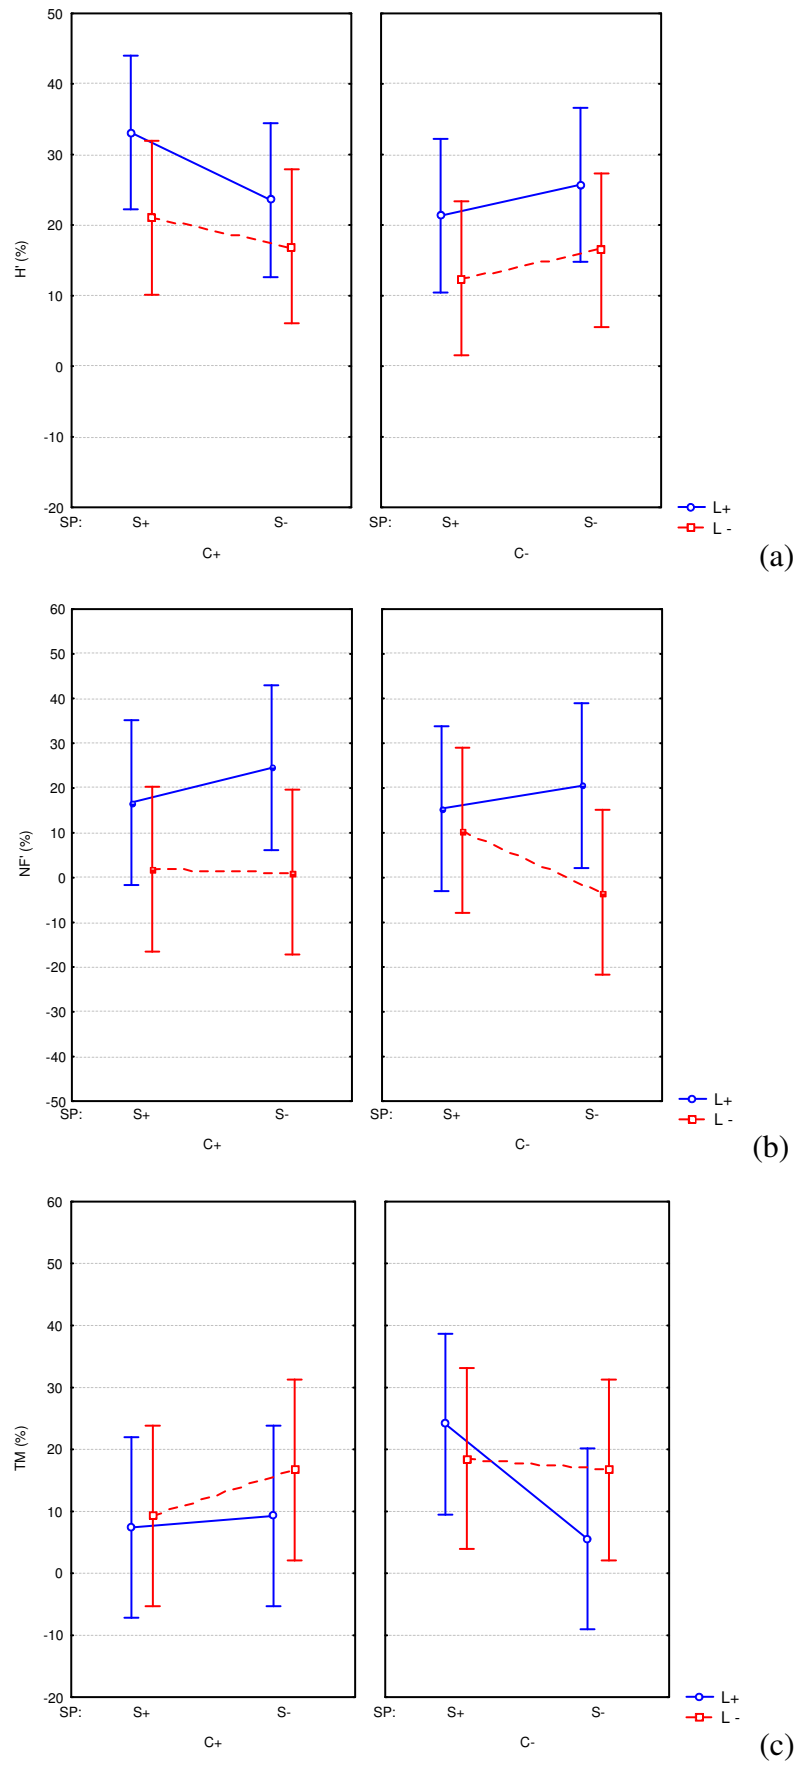 50
40
30
20
10
0
-10
-20
H' (%)
SP: S+ S- SP: S+ S-
C+ C-
L+
L -
(a)
60
50
40
30
20
10
0
-10
-20
-30
-40
-50
NF' (%)
SP: S+ S- SP: S+ S-
C+ C-
L+
L -
(b)
60
50
40
30
20
10
0
-10
-20
TM (%)
SP: S+ S- SP: S+ S-
C+ C-
L+
L -
(c)